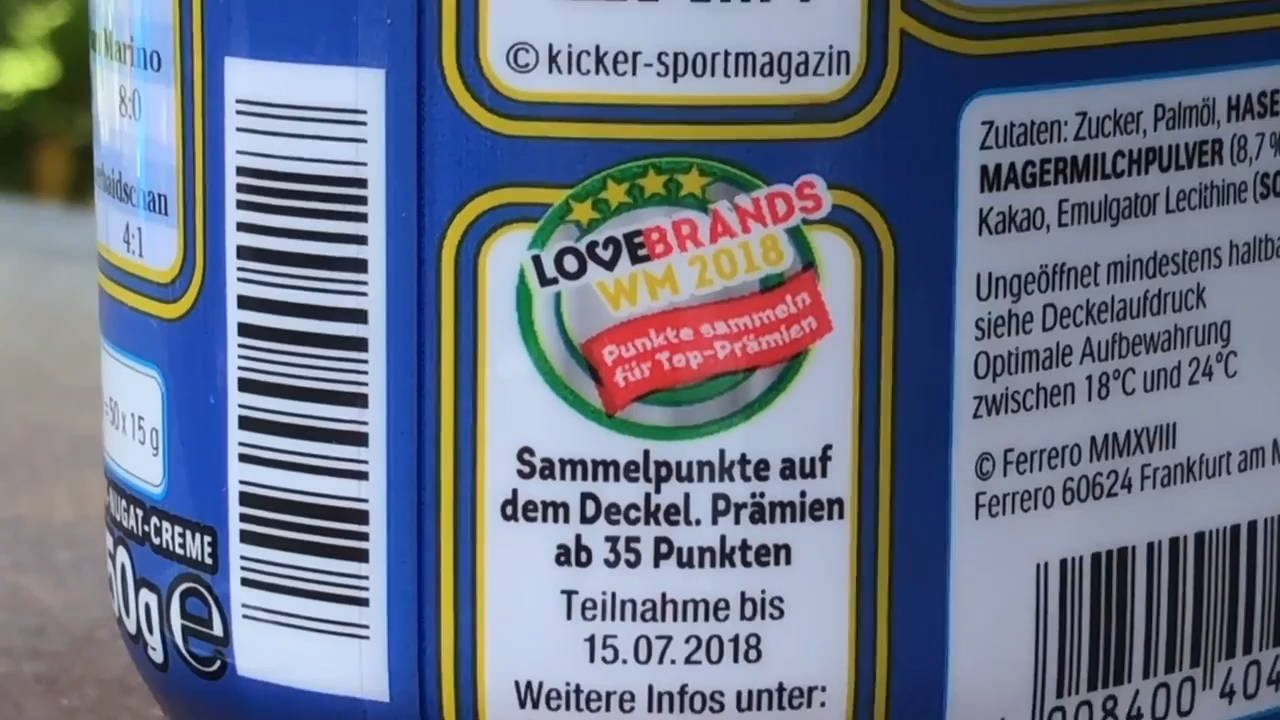 Marino
8:0
4:1
=50 x 15 g
NUGAT-CREME
50g e
© kicker-sportmagazin
LOVEBRANDS
WM 2018
Punkte sammeln
für Top-Prämien
Sammelpunkte auf
dem Deckel. Prämien
ab 35 Punkten
Teilnahme bis
15.07.2018
Weitere Infos unter:
Zutaten: Zucker, Palmöl, HASE
MAGERMILCHPULVER (8,7 %
Kakao, Emulgator Lecithine (SO
Ungeöffnet mindestens haltba
siehe Deckelaufdruck
Optimale Aufbewahrung
zwischen 18°C und 24°C
© Ferrero MMXVIII
Ferrero 60624 Frankfurt am M
008400 404